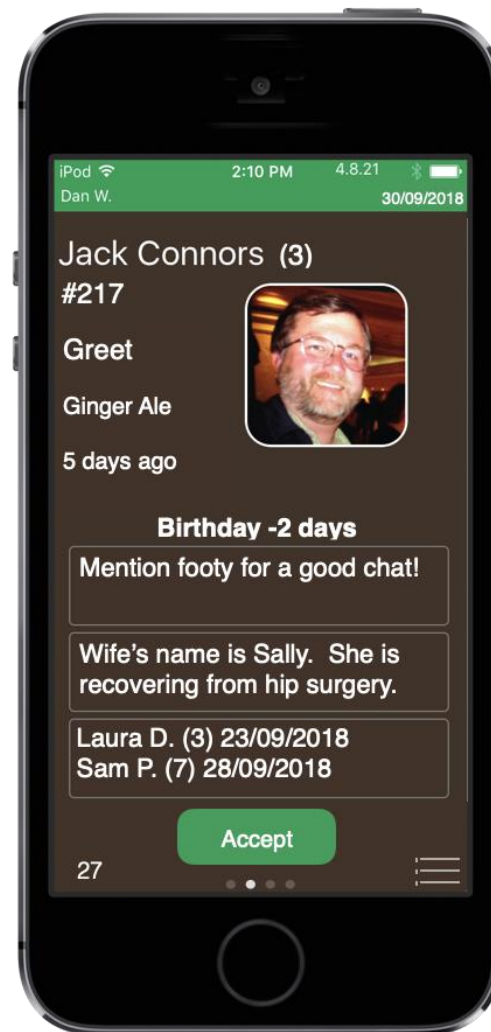 iPod 2:10 PM 4.8.21
Dan W. 30/09/2018
Jack Connors (3)
#217
Greet
Ginger Ale
5 days ago
Birthday -2 days
Mention footy for a good chat!
Wife's name is Sally. She is
recovering from hip surgery.
Laura D. (3) 23/09/2018
Sam P. (7) 28/09/2018
Accept
27